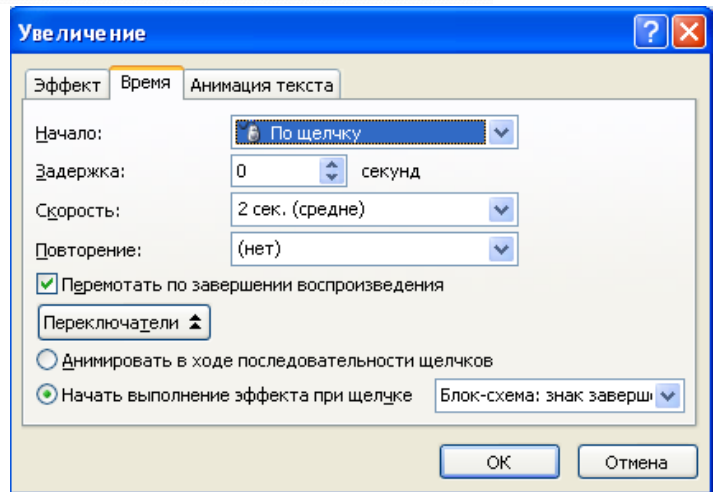 Увеличение
Эффект Время Анимация текста
Начало: По щелчку
Задержка: 0 секунд
Скорость: 2 сек. (средне)
Повторение: (нет)
Перемотать по завершении воспроизведения
Переключатели
Анимировать в ходе последовательности щелчков
Начать выполнение эффекта при щелчке Блок-схема: знак заверш
ОК Отмена